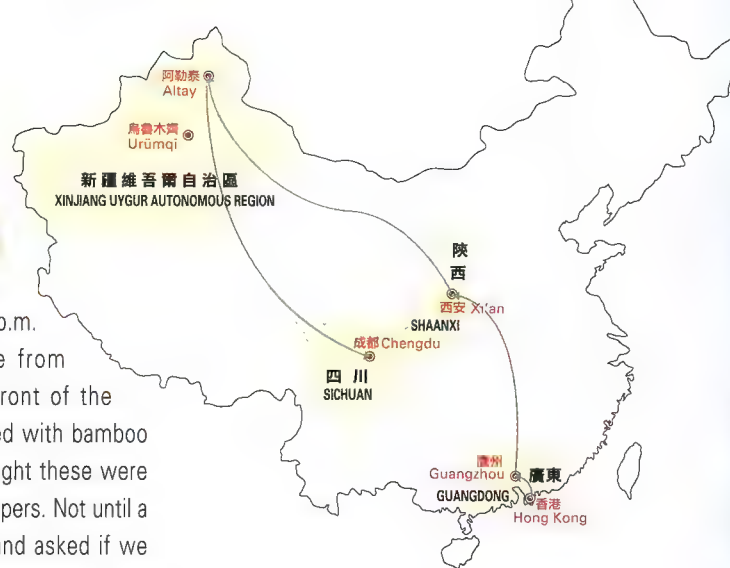 阿勒泰
Altay
烏魯木齊
Ürümqi
新疆維吾爾自治區
XINJIANG UYGUR AUTONOMOUS REGION
陝
西
西安 Xi'an
SHAANXI
成都 Chengdu
四川
SICHUAN
廣州
Guangzhou
廣東
GUANGDONG
香港
Hong Kong
p.m.
e from
ront of the
ed with bamboo
ght these were
pers. Not until a
and asked if we